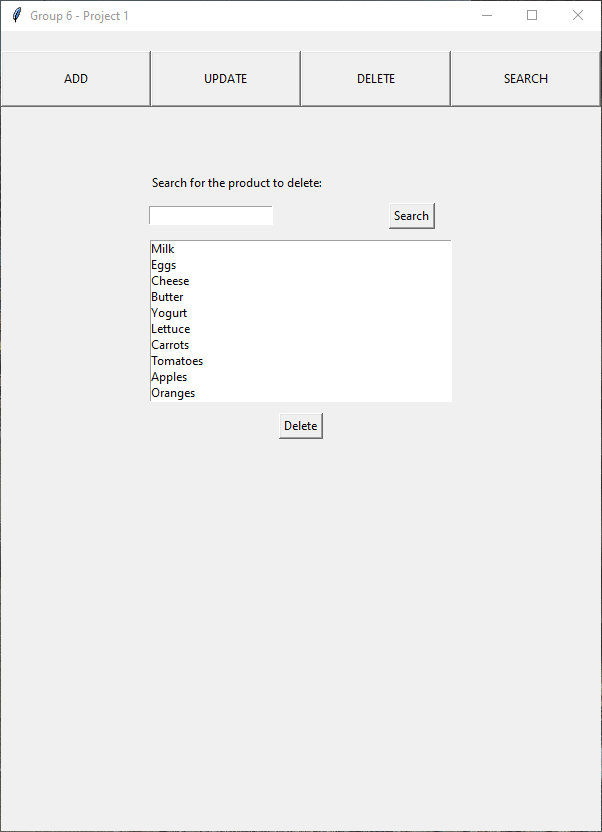 Group 6 - Project 1
ADD UPDATE DELETE SEARCH
Search for the product to delete:
Search
Milk
Eggs
Cheese
Butter
Yogurt
Lettuce
Carrots
Tomatoes
Apples
Oranges
Delete